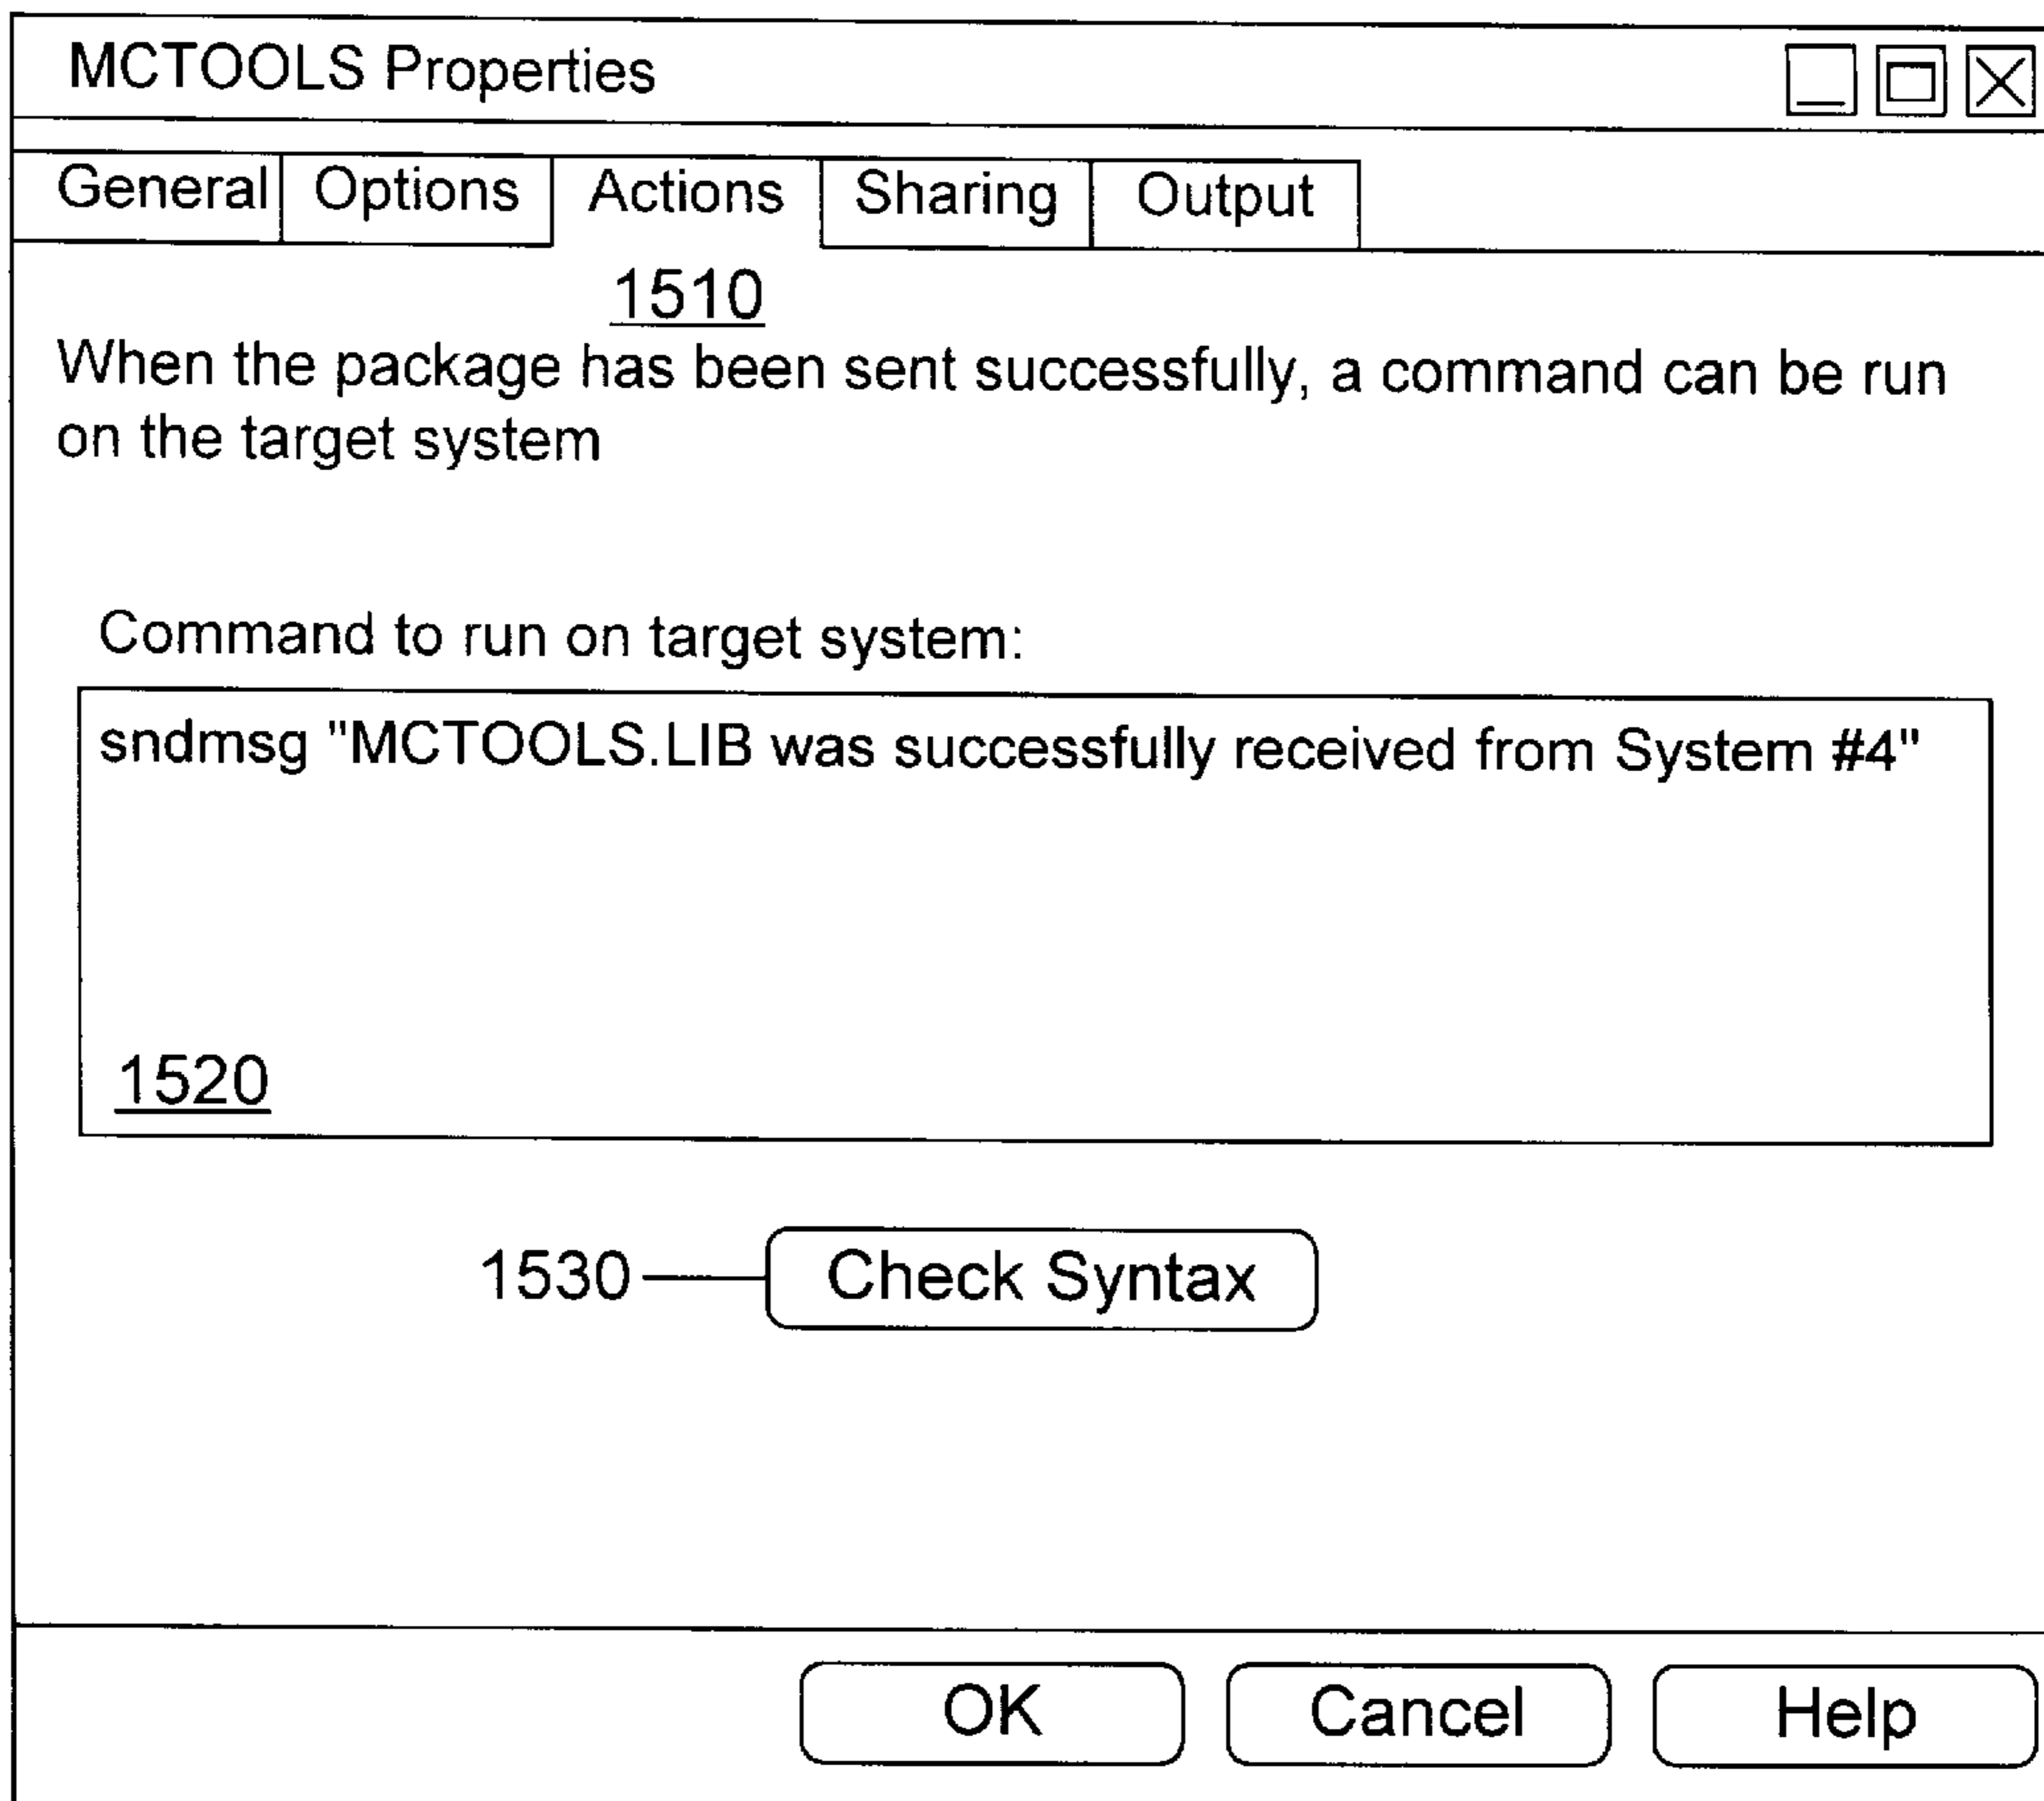 MCTOOLS Properties
General Options Actions Sharing Output
1510
When the package has been sent successfully, a command can be run
on the target system
Command to run on target system:
sndmsg "MCTOOLS.LIB was successfully received from System #4"
1520
1530 Check Syntax
OK Cancel Help